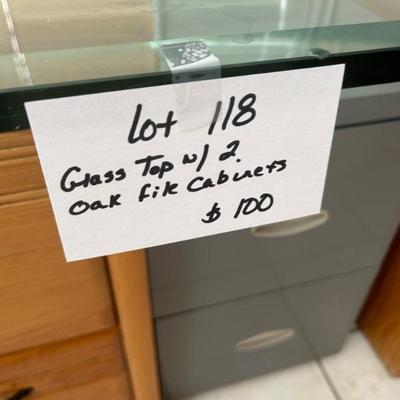 Lot 118
Glass Top w/ 2
Oak File Cabinets
$ 100